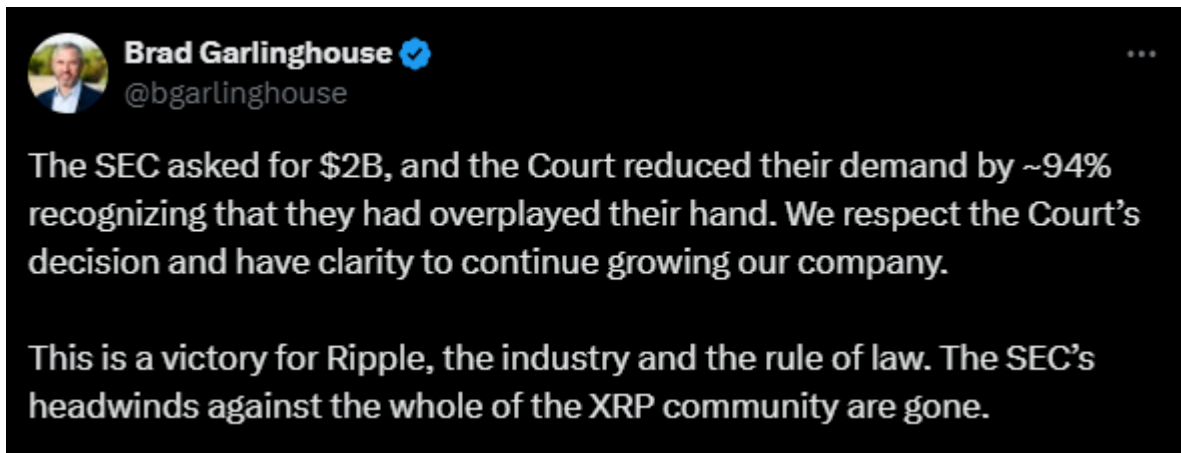 Brad Garlinghouse
@bgarlinghouse
The SEC asked for $2B, and the Court reduced their demand by ~94%
recognizing that they had overplayed their hand. We respect the Court’s
decision and have clarity to continue growing our company.
This is a victory for Ripple, the industry and the rule of law. The SEC’s
headwinds against the whole of the XRP community are gone.